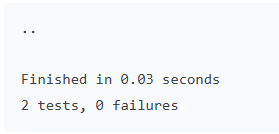 ..
Finished in 0.03 seconds
2 tests, 0 failures